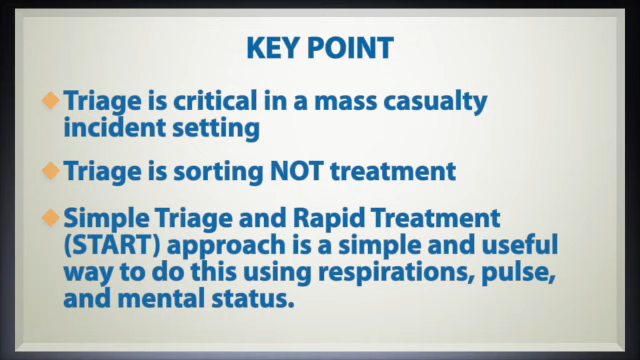 KEY POINT
Triage is critical in a mass casualty
incident setting
Triage is sorting NOT treatment
Simple Triage and Rapid Treatment
(START) approach is a simple and useful
way to do this using respirations, pulse,
and mental status.